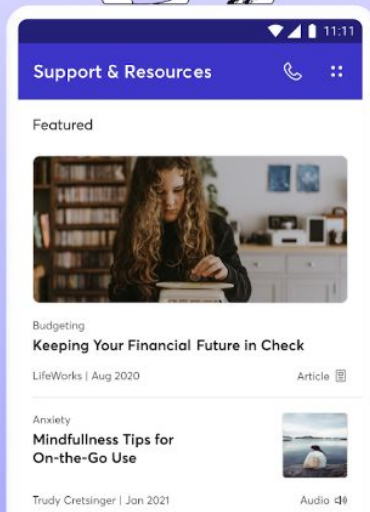 11:11
Support & Resources
Featured
Budgeting
Keeping Your Financial Future in Check
LifeWorks | Aug 2020
Article
Anxiety
Mindfullness Tips for
On-the-Go Use
Trudy Cretsinger | Jan 2021
Audio